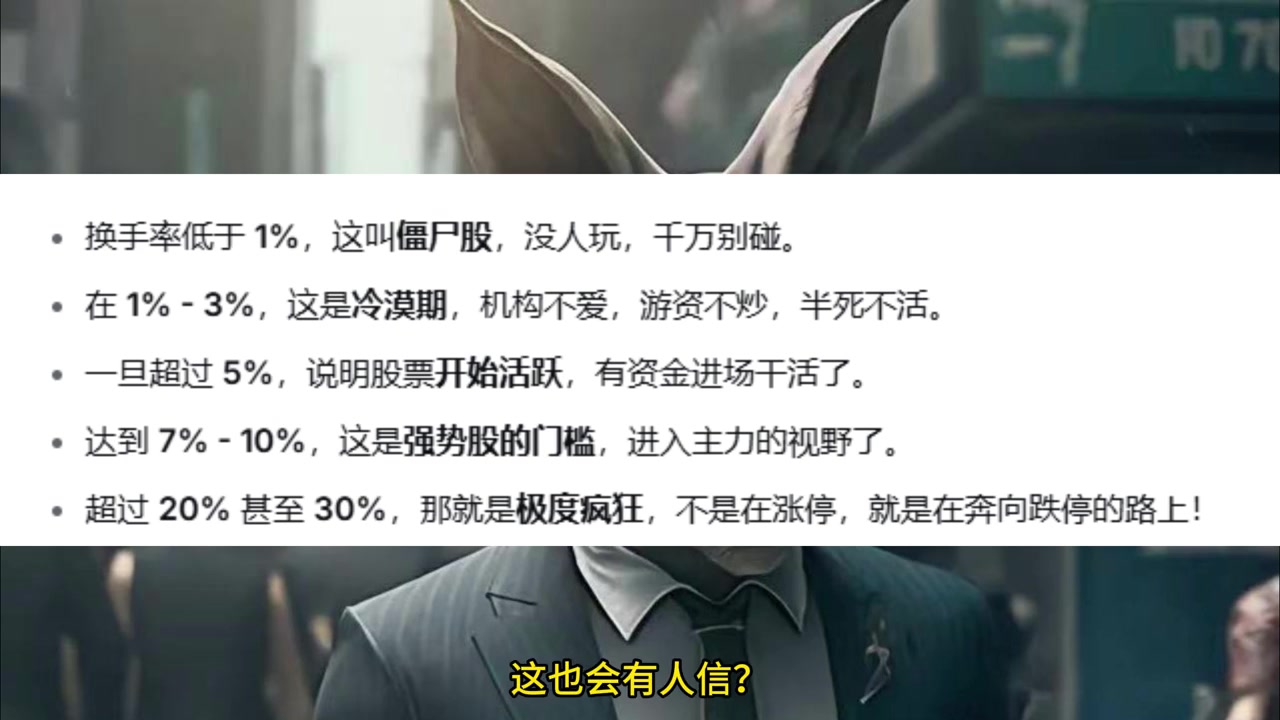 换手率低于 1%，这叫僵尸股，没人玩，千万别碰。
在 1% - 3%，这是冷漠期，机构不爱，游资不炒，半死不活。
一旦超过 5%，说明股票开始活跃，有资金进场干活了。
达到 7% - 10%，这是强势股的门槛，进入主力的视野了。
超过 20% 甚至 30%，那就是极度疯狂，不是在涨停，就是在奔向跌停的路上！
这也会有人信？